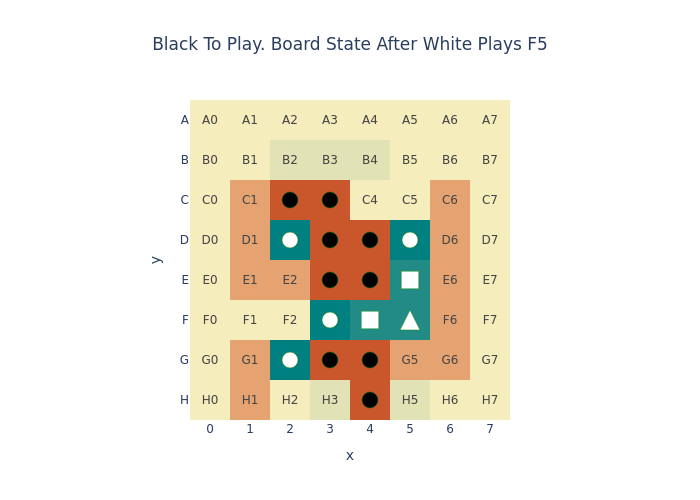 Black To Play. Board State After White Plays F5
A A0 A1 A2 A3 A4 A5 A6 A7
B B0 B1 B2 B3 B4 B5 B6 B7
C C0 C1 C4 C5 C6 C7
D D0 D1 D6 D7
y
E E0 E1 E2 E6 E7
F F0 F1 F2 F6 F7
G G0 G1 G5 G6 G7
H H0 H1 H2 H3 H5 H6 H7
0 1 2 3 4 5 6 7
x